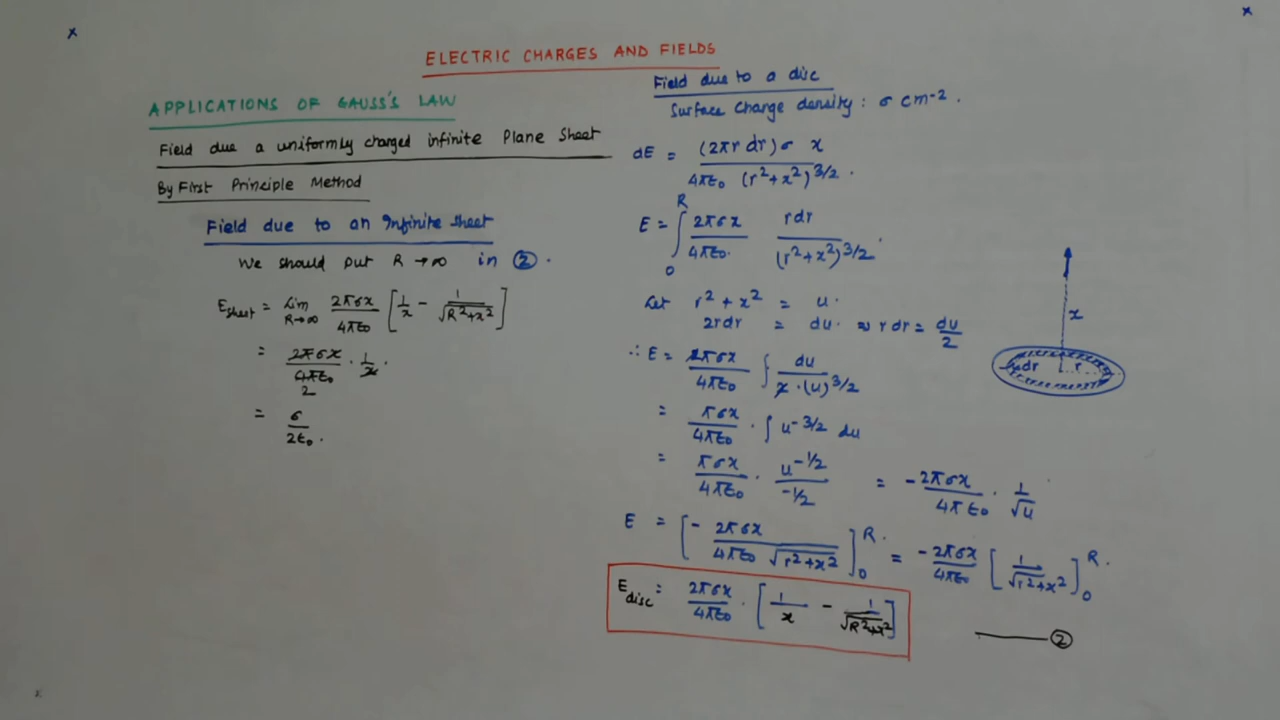 ELECTRIC CHARGES AND FIELDS
APPLICATIONS OF GAUSS'S LAW
Field due a uniformly charged infinite Plane Sheet
By First Principle Method
Field due to an Infinite sheet
We should put R → ∞ in ②.
E_sheet = Lim_{R→∞} 2πσx/4πε₀ [1/x − 1/√(R²+x²)]
= 2πσx/4πε₀ · 1/x ·
2
= σ/2ε₀.
Field due to a disc
Surface charge density : σ cm-2.
dE = (2πr dr)σ x / 4πε₀ (r²+x²)^3/2 .
E = ∫₀^R 2πσx/4πε₀. rdr/(r²+x²)^3/2 .
Let r²+x² = u.
2rdr = du. ⇒ rdr = du/2
∴ E = 2πσx/4πε₀ ∫ du/2·(u)^3/2
= πσx/4πε₀ · ∫ u^-3/2 du
= πσx/4πε₀ · u^-1/2/-1/2 = -2πσx/4πε₀ · 1/√u
E = [- 2πσx/4πε₀ √(r²+x²)]₀^R. = -2πσx/4πε₀ [1/√(r²+x²)]₀^R.
E_disc = 2πσx/4πε₀ · [1/x − 1/√(R²+x²)] —— ②
x
dr r